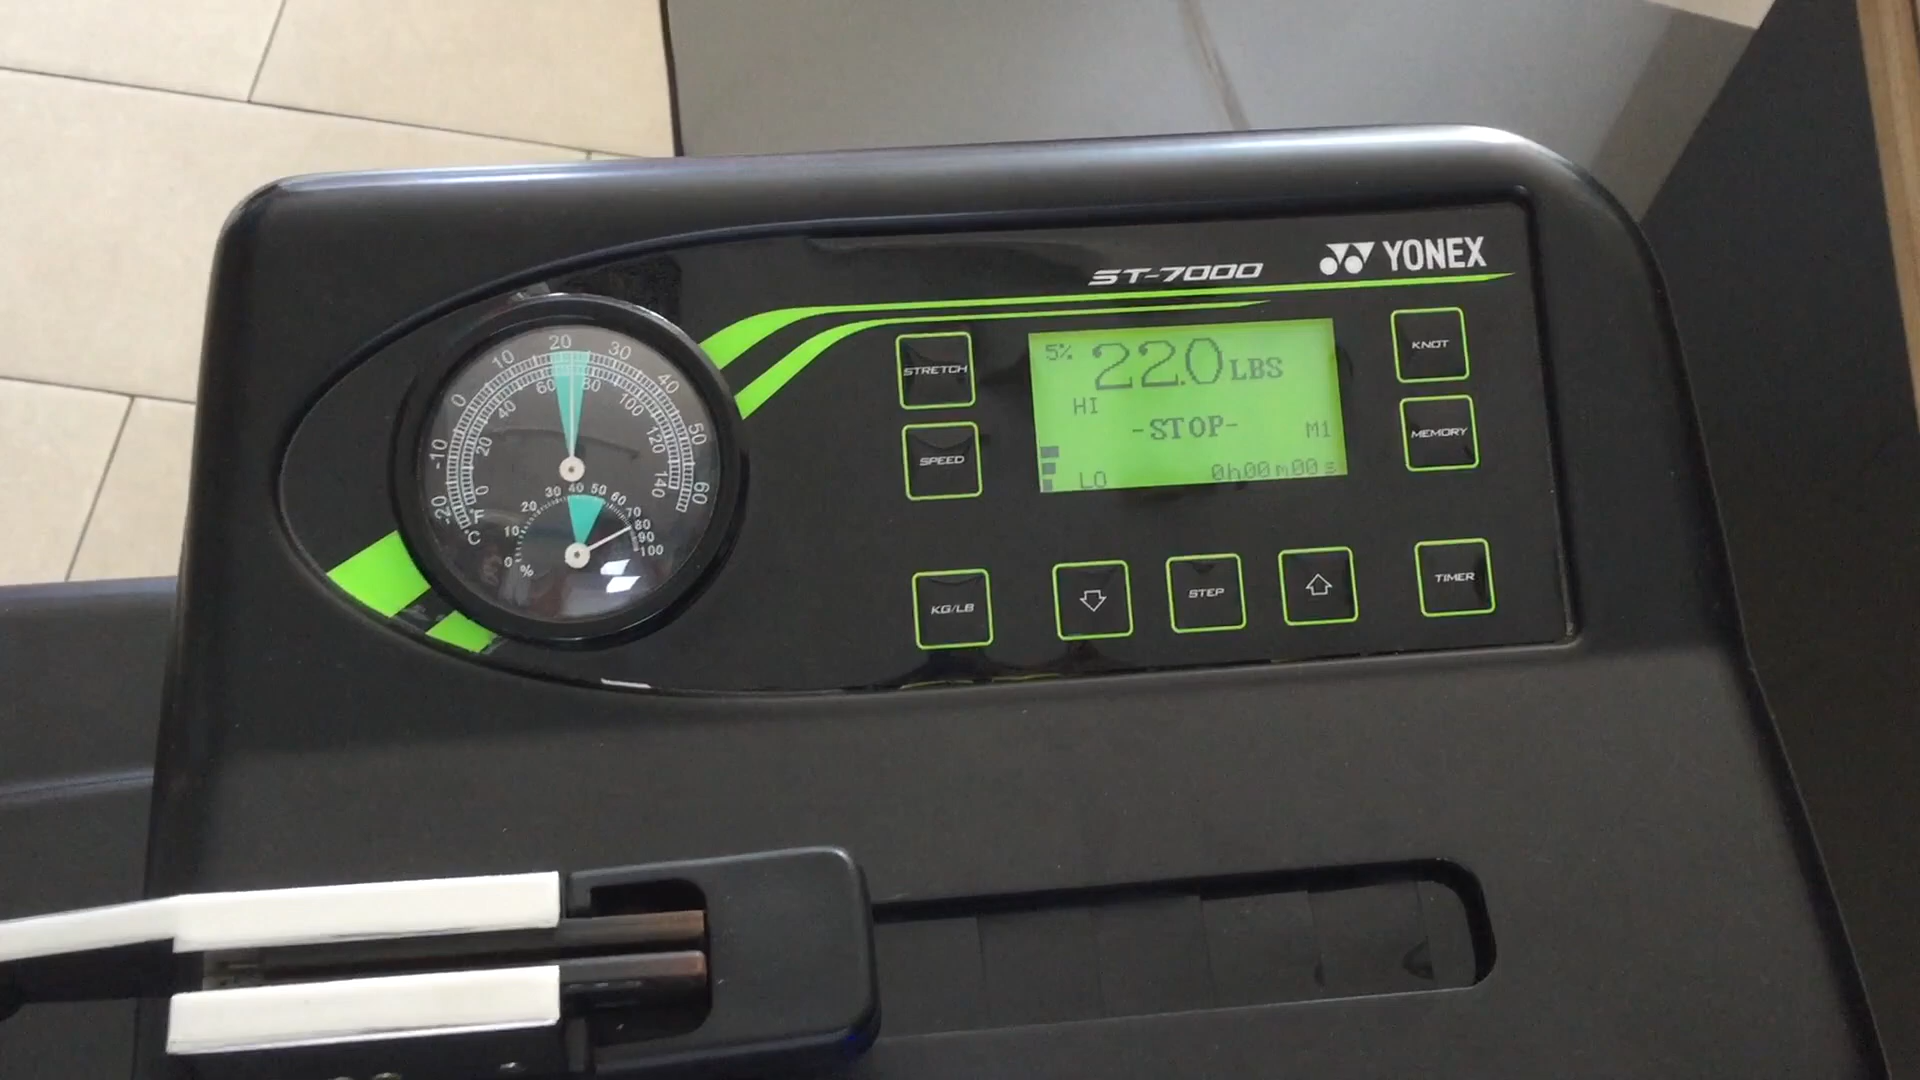 YONEX
ST-7000
STRETCH
5% 22.0 LBS
KNOT
HI
-STOP-
M1
SPEED
MEMORY
LO
0h00m00s
KG/LB
STEP
TIMER
-20 -10 0 10 20 30 40 50 60
0 20 40 60 80 100 120 140
°F
°C
0 10 20 30 40 50 60 70 80 90 100
%